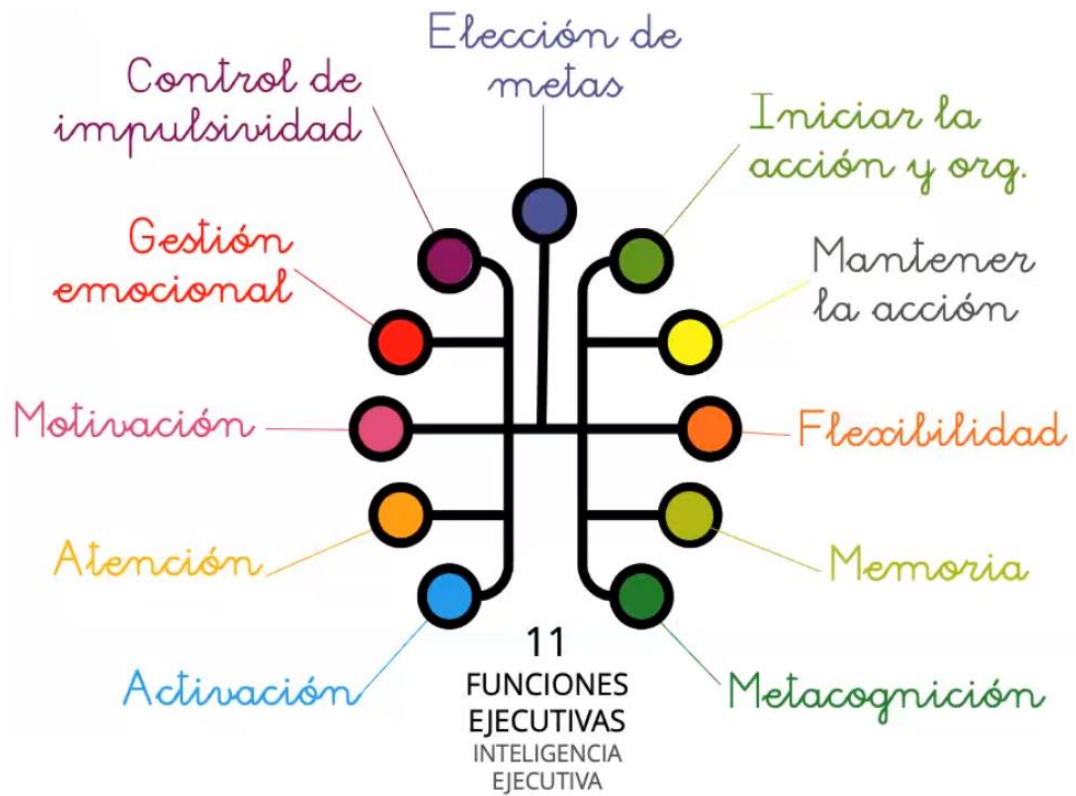 Elección de
metas
Control de
impulsividad
Iniciar la
acción y org.
Gestión
emocional
Mantener
la acción
Motivación
Flexibilidad
Atención
Memoria
Activación
Metacognición
11
FUNCIONES
EJECUTIVAS
INTELIGENCIA
EJECUTIVA